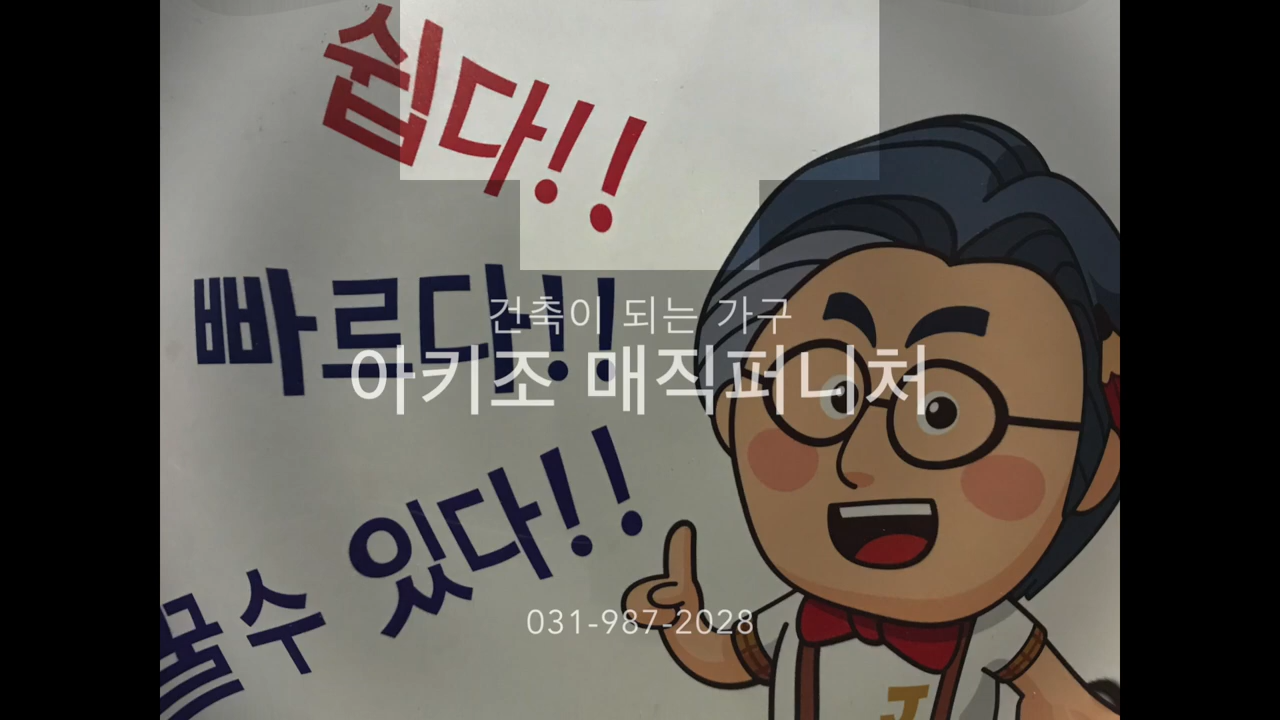 쉽다!!
빠르다!!
꿀수 있다!!
건축이 되는 가구
아키조 매직퍼니처
031-987-2028
J